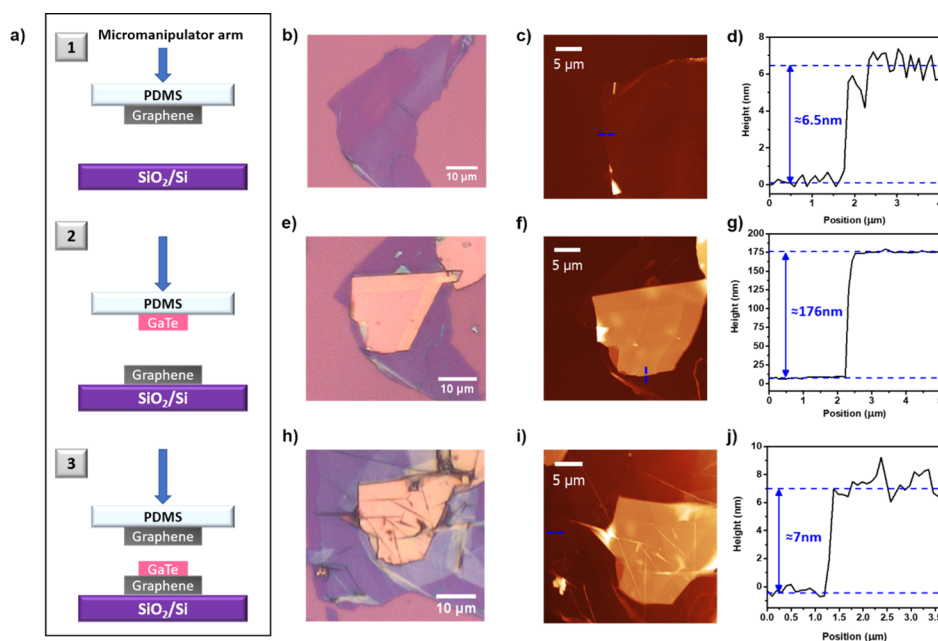 a)
1
Micromanipulator arm
PDMS
Graphene
SiO₂/Si
2
PDMS
GaTe
Graphene
SiO₂/Si
3
PDMS
Graphene
GaTe
Graphene
SiO₂/Si
b)
10 µm
c)
5 µm
d)
Height (nm)
8
6
4
2
0
≈6.5nm
0 1 2 3 4
Position (µm)
e)
10 µm
f)
5 µm
g)
Height (nm)
200
175
150
125
100
75
50
25
0
≈176nm
0 1 2 3 4 5
Position (µm)
h)
10 µm
i)
5 µm
j)
Height (nm)
10
8
6
4
2
0
≈7nm
0.0 0.5 1.0 1.5 2.0 2.5 3.0 3.5
Position (µm)